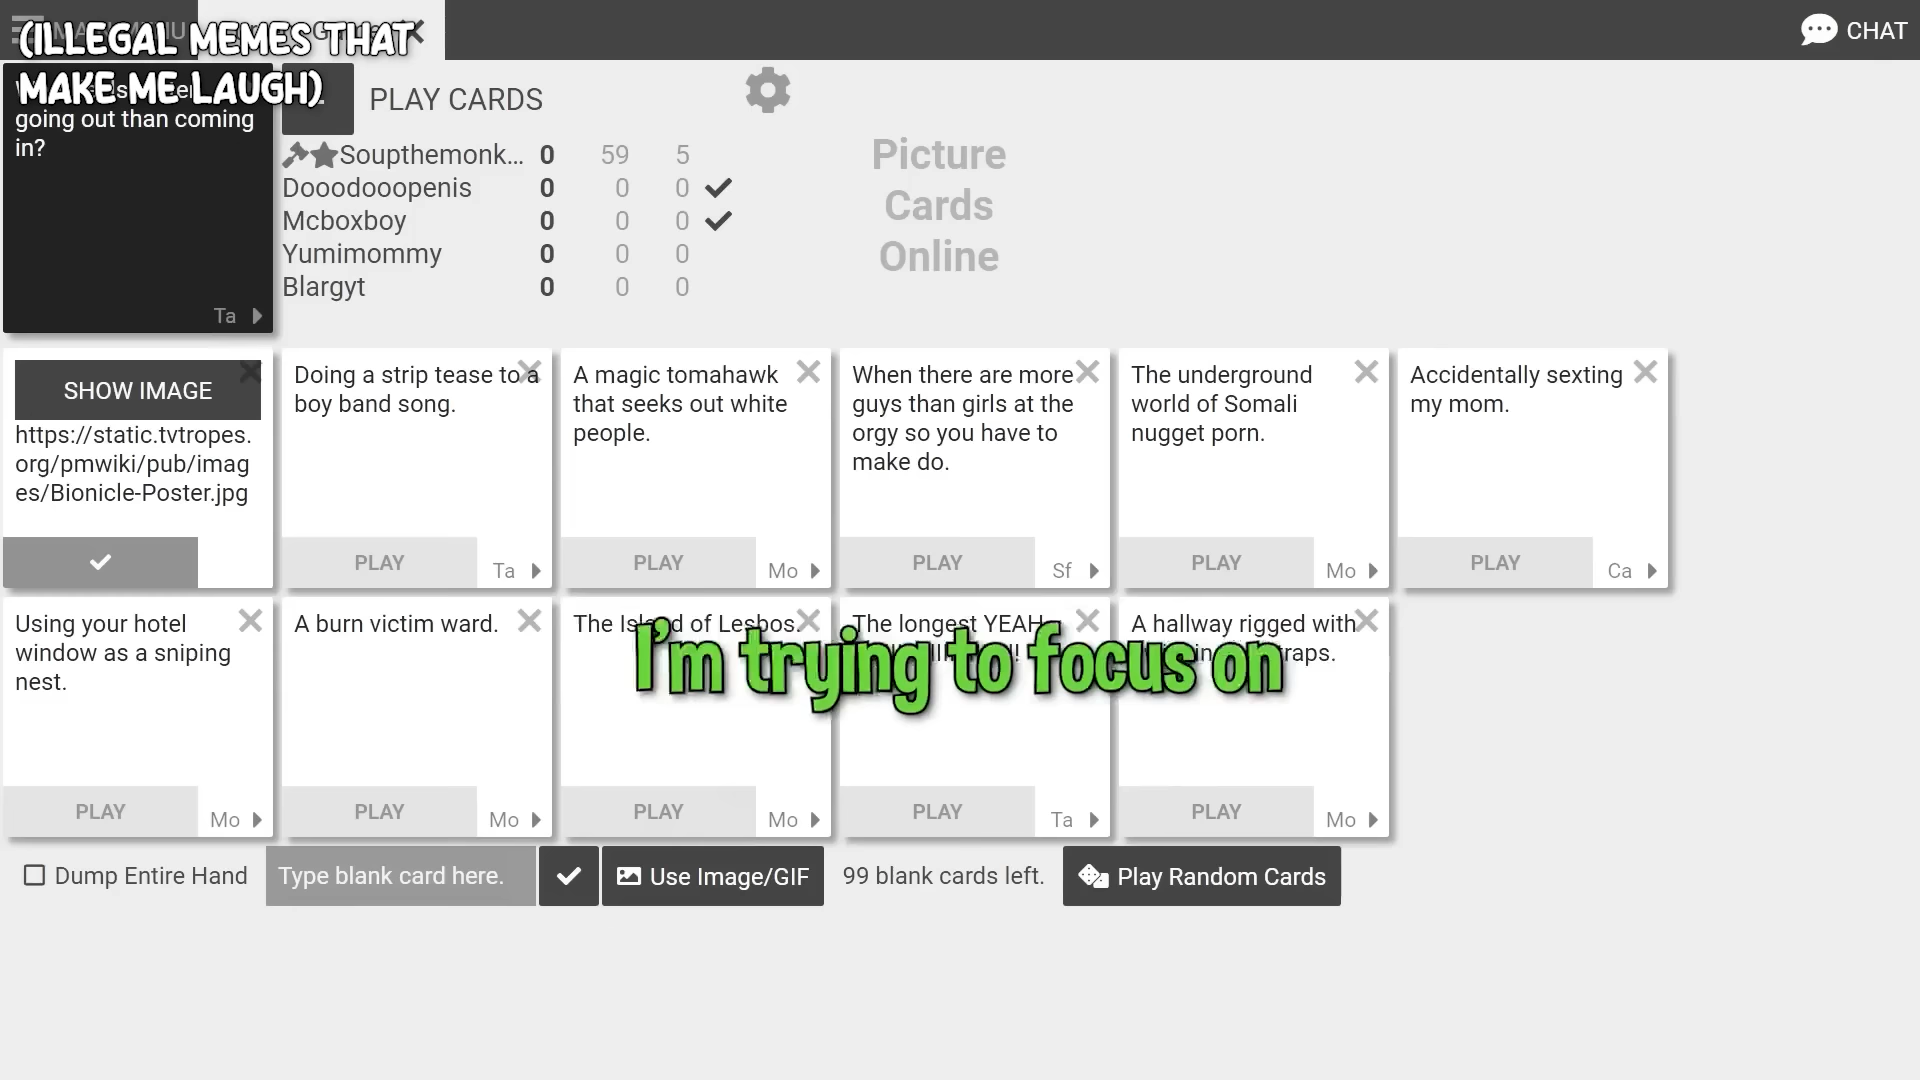 (ILLEGAL MEMES THAT
MAKE ME LAUGH)
CHAT
going out than coming
in?
Ta
PLAY CARDS
Soupthemonk... 0 59 5
Dooodooopenis 0 0 0
Mcboxboy 0 0 0
Yumimommy 0 0 0
Blargyt 0 0 0
Picture
Cards
Online
SHOW IMAGE
https://static.tvtropes.
org/pmwiki/pub/imag
es/Bionicle-Poster.jpg
Doing a strip tease to a
boy band song.
PLAY
Ta
A magic tomahawk
that seeks out white
people.
PLAY
Mo
When there are more
guys than girls at the
orgy so you have to
make do.
PLAY
Sf
The underground
world of Somali
nugget porn.
PLAY
Mo
Accidentally sexting
my mom.
PLAY
Ca
Using your hotel
window as a sniping
nest.
PLAY
Mo
A burn victim ward.
PLAY
Mo
The Island of Lesbos.
PLAY
Mo
The longest YEAH
PLAY
Ta
A hallway rigged with
traps.
PLAY
Mo
I'm trying to focus on
Dump Entire Hand
Type blank card here.
Use Image/GIF
99 blank cards left.
Play Random Cards